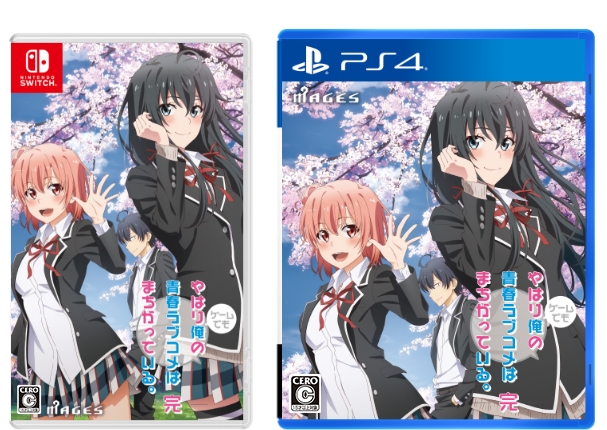 NINTENDO
SWITCH
やはり俺の
ゲームでも
青春ラブコメは
まちがっている。
完
CERO
C
MAGES
PS4
MAGES
やはり俺の
ゲームでも
青春ラブコメは
まちがっている。
完
CERO
C